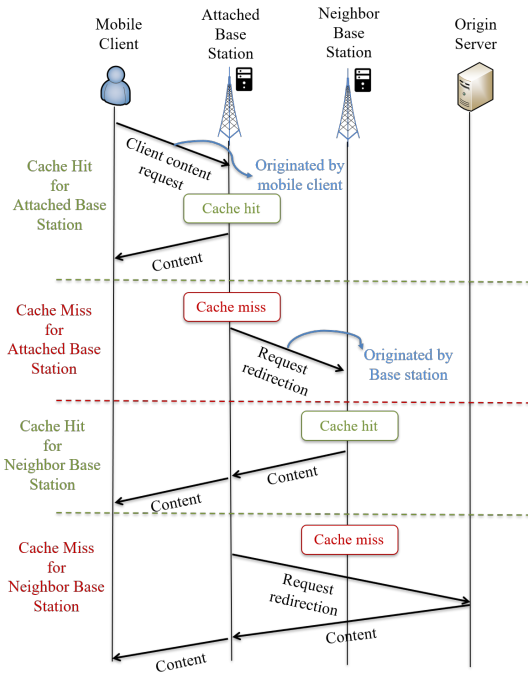 Mobile
Client
Attached
Base
Station
Neighbor
Base
Station
Origin
Server
Cache Hit
for
Attached Base
Station
Client content
request
Originated by
mobile client
Cache hit
Content
Cache Miss
for
Attached Base
Station
Cache miss
Request
redirection
Originated by
Base station
Cache Hit
for
Neighbor Base
Station
Cache hit
Content
Content
Cache Miss
for
Neighbor Base
Station
Cache miss
Request
redirection
Content
Content